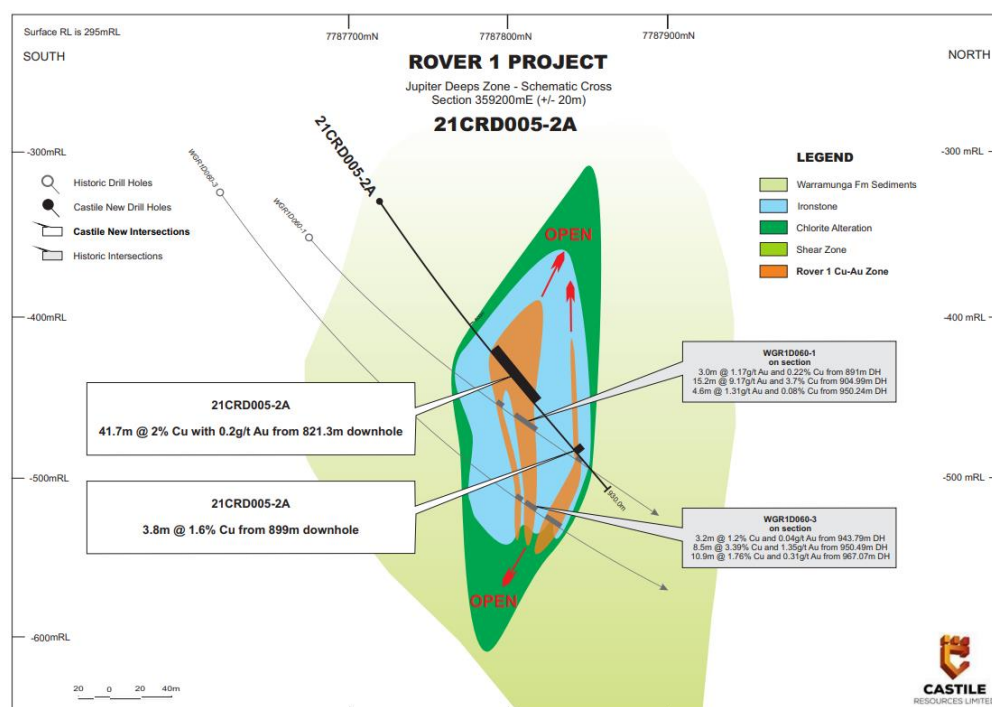 Surface RL is 295mRL
7787700mN
7787800mN
7787900mN
SOUTH
NORTH
ROVER 1 PROJECT
Jupiter Deeps Zone - Schematic Cross
Section 359200mE (+/- 20m)
21CRD005-2A
-300mRL
-300 mRL
-400mRL
-400 mRL
-500mRL
-500 mRL
-600mRL
Historic Drill Holes
Castile New Drill Holes
Castile New Intersections
Historic Intersections
WGR1D060-3
WGR1D060-1
21CRD005-2A
LEGEND
Warramunga Fm Sediments
Ironstone
Chlorite Alteration
Shear Zone
Rover 1 Cu-Au Zone
OPEN
WGR1D060-1
on section
3.0m @ 1.17g/t Au and 0.22% Cu from 891m DH
15.2m @ 9.17g/t Au and 3.7% Cu from 904.99m DH
4.6m @ 1.31g/t Au and 0.08% Cu from 950.24m DH
21CRD005-2A
41.7m @ 2% Cu with 0.2g/t Au from 821.3m downhole
21CRD005-2A
3.8m @ 1.6% Cu from 899m downhole
930.0m
WGR1D060-3
on section
3.2m @ 1.2% Cu and 0.04g/t Au from 943.79m DH
8.5m @ 3.39% Cu and 1.35g/t Au from 950.49m DH
10.9m @ 1.76% Cu and 0.31g/t Au from 967.07m DH
OPEN
20 0 20 40m
CASTILE
RESOURCES LIMITED